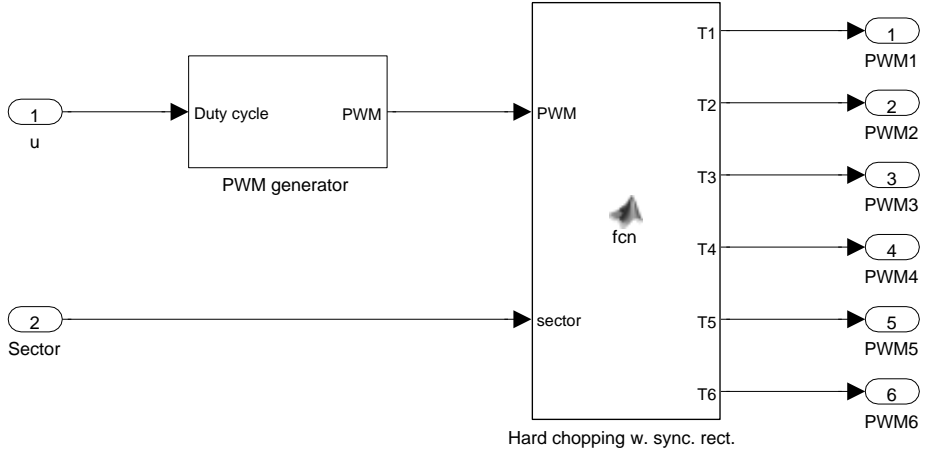 1
u
Duty cycle
PWM
PWM generator
2
Sector
PWM
sector
fcn
T1
T2
T3
T4
T5
T6
Hard chopping w. sync. rect.
1
PWM1
2
PWM2
3
PWM3
4
PWM4
5
PWM5
6
PWM6